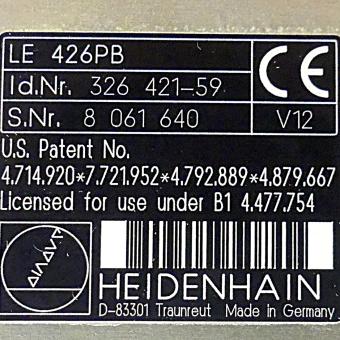 LE 426PB
Id.Nr. 326 421-59
S.Nr. 8 061 640
CE
V12
U.S. Patent No.
4.714.920*7.721.952*4.792.889*4.879.667
Licensed for use under B1 4.477.754
HEIDENHAIN
D-83301 Traunreut Made in Germany